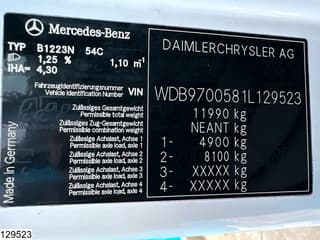 Mercedes-Benz
TYP B1223N 54C
1,25 % 1,10 m⁻¹
IHA= 4,30
DAIMLERCHRYSLER AG
Fahrzeugidentifizierungsnummer
Vehicle Identification Number VIN WDB9700581L129523
Zulässiges Gesamtgewicht
Permissible total weight 11990 kg
Zulässiges Zug-Gesamtgewicht
Permissible combination weight NEANT kg
Zulässige Achslast, Achse 1
Permissible axle load, axle 1 1- 4900 kg
Zulässige Achslast, Achse 2
Permissible axle load, axle 2 2- 8100 kg
Zulässige Achslast, Achse 3
Permissible axle load, axle 3 3- XXXXX kg
Zulässige Achslast, Achse 4
Permissible axle load, axle 4 4- XXXXX kg
Made in Germany
129523